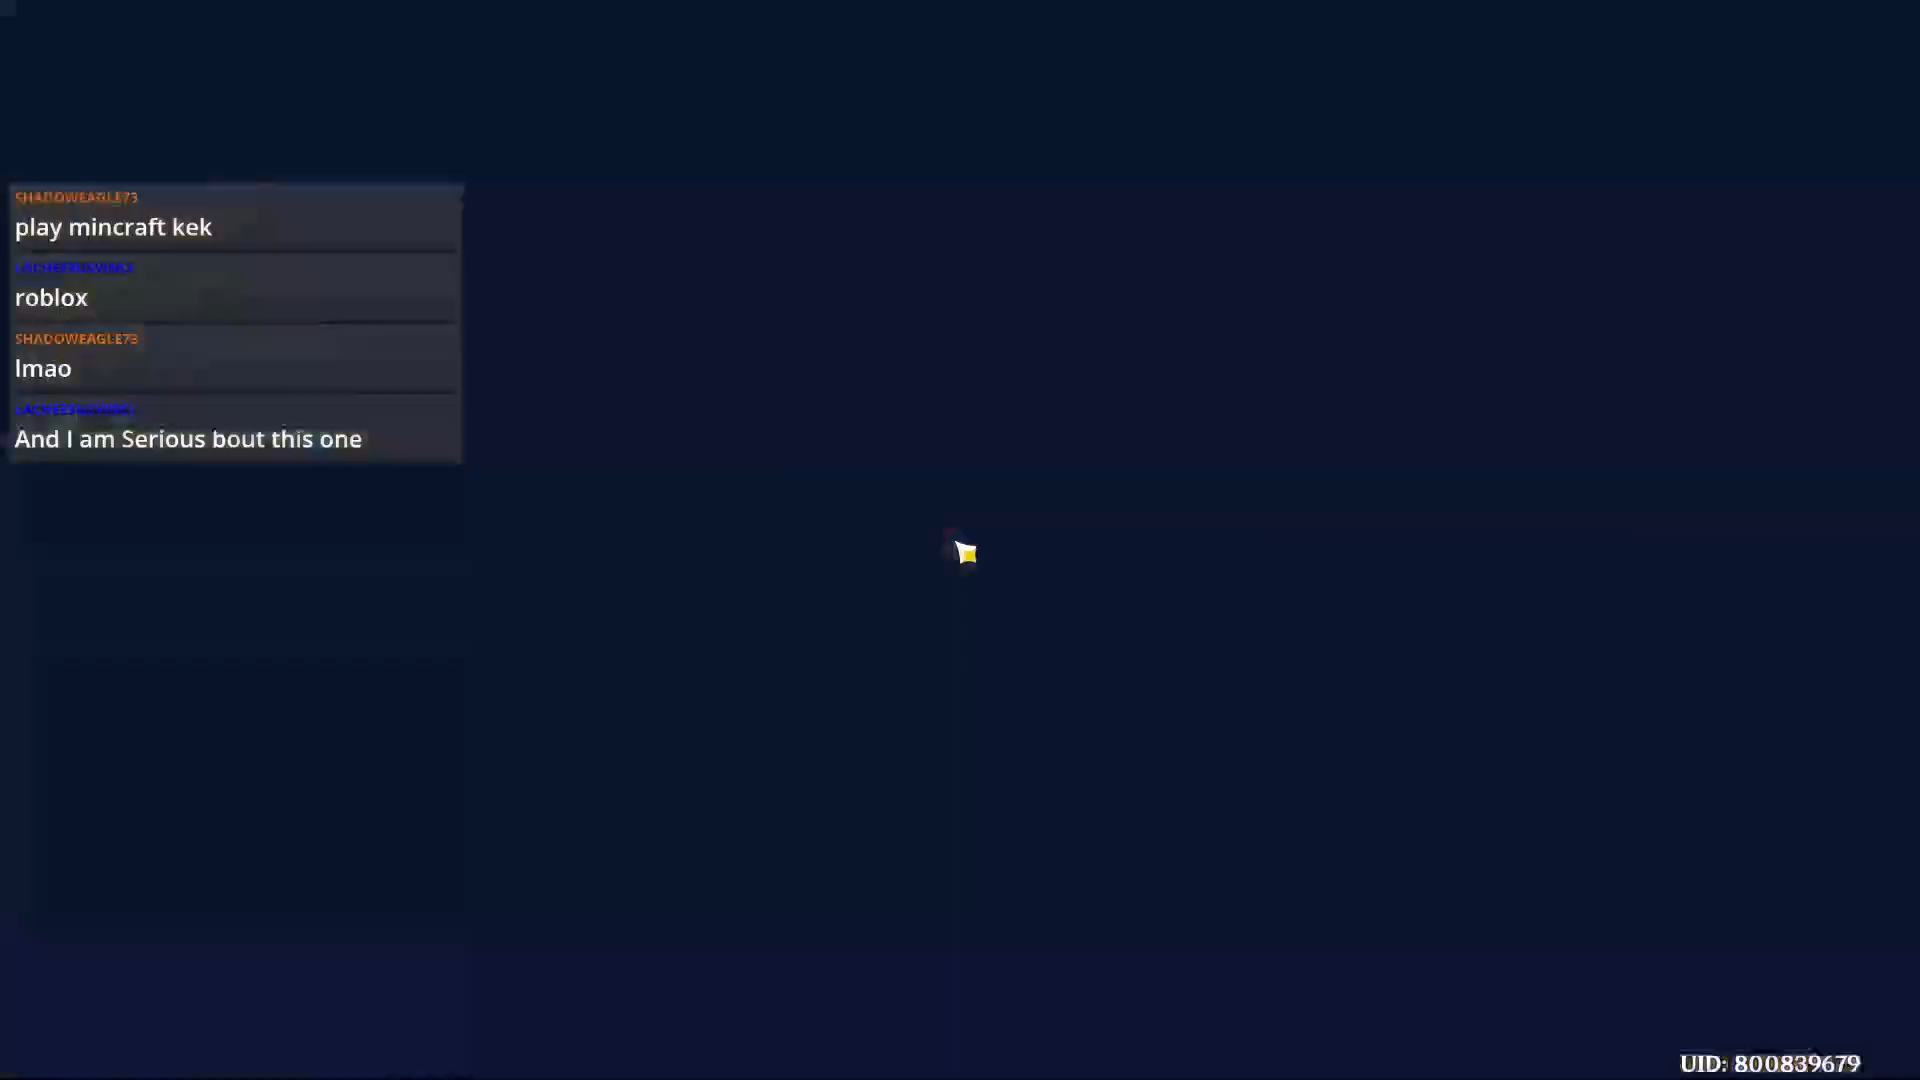 SHADOWEAGLE73
play mincraft kek
roblox
SHADOWEAGLE73
lmao
And I am Serious bout this one
UID: 800839679